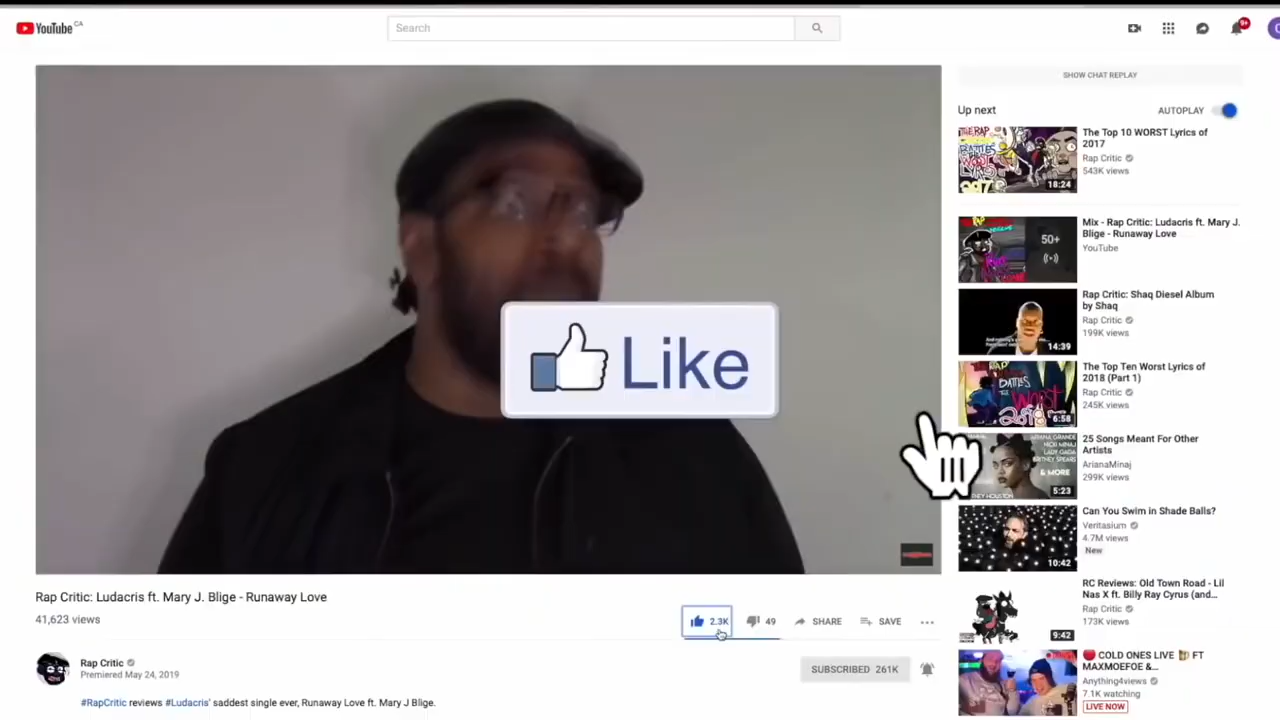 YouTube CA
Search
9+
SHOW CHAT REPLAY
Up next
AUTOPLAY
The Top 10 WORST Lyrics of
2017
Rap Critic
543K views
18:24
Mix - Rap Critic: Ludacris ft. Mary J.
Blige - Runaway Love
YouTube
50+
Rap Critic: Shaq Diesel Album
by Shaq
Rap Critic
199K views
14:39
The Top Ten Worst Lyrics of
2018 (Part 1)
Rap Critic
245K views
6:58
25 Songs Meant For Other
Artists
ArianaMinaj
299K views
& MORE
5:23
Can You Swim in Shade Balls?
Veritasium
4.7M views
New
10:42
RC Reviews: Old Town Road - Lil
Nas X ft. Billy Ray Cyrus (and...
Rap Critic
173K views
9:42
COLD ONES LIVE FT
MAXMOEFOE &...
Anything4views
7.1K watching
LIVE NOW
Like
Rap Critic: Ludacris ft. Mary J. Blige - Runaway Love
41,623 views
2.3K
49
SHARE
SAVE
Rap Critic
Premiered May 24, 2019
SUBSCRIBED 261K
#RapCritic reviews #Ludacris' saddest single ever, Runaway Love ft. Mary J Blige.